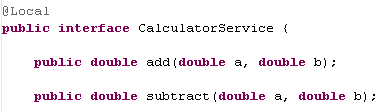 @Local
public interface CalculatorService {
public double add(double a, double b);
public double subtract(double a, double b);